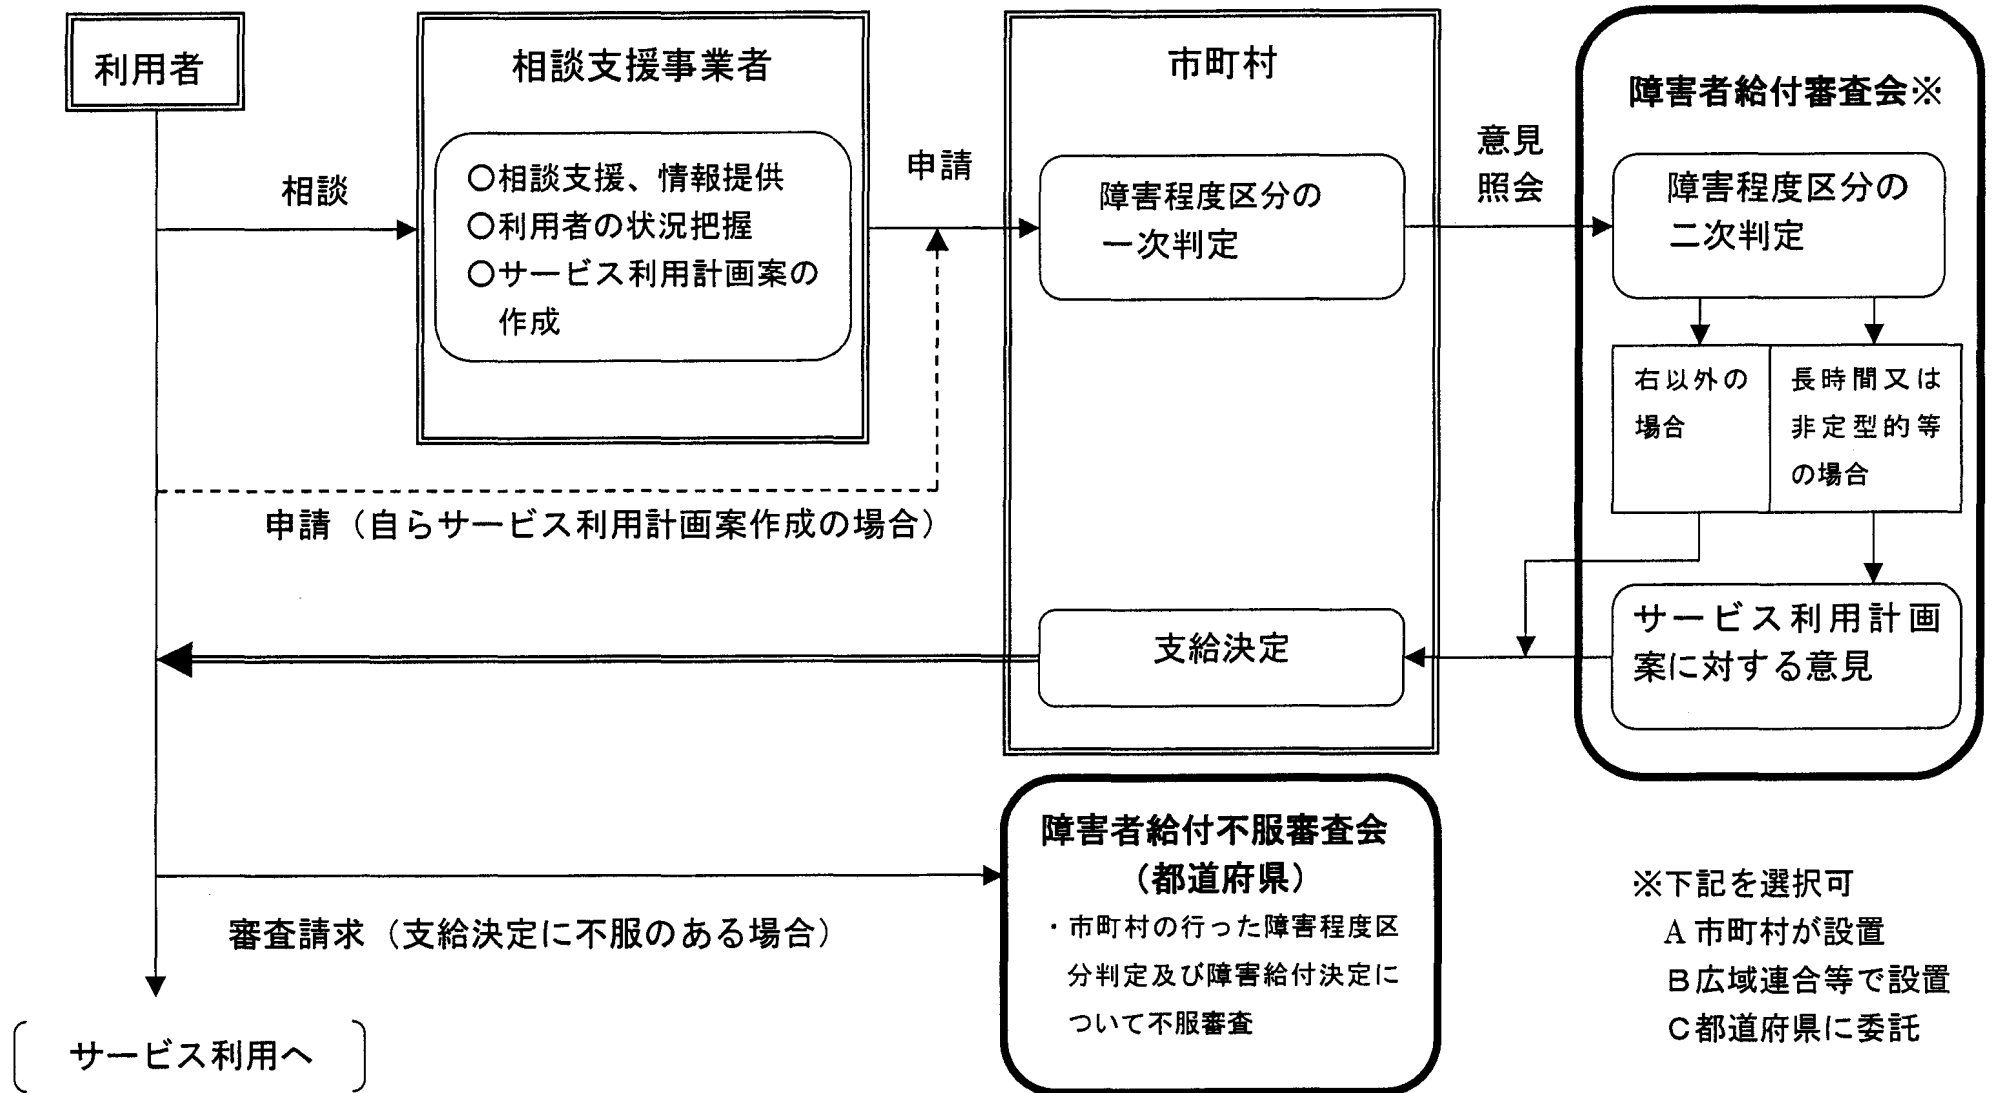 利用者
相談支援事業者
市町村
障害者給付審査会※
相談
○相談支援、情報提供
○利用者の状況把握
○サービス利用計画案の
作成
申請
障害程度区分の
一次判定
意見
照会
障害程度区分の
二次判定
右以外の
場合
長時間又は
非定型的等
の場合
申請（自らサービス利用計画案作成の場合）
支給決定
サービス利用計画
案に対する意見
審査請求（支給決定に不服のある場合）
障害者給付不服審査会
（都道府県）
・市町村の行った障害程度区
分判定及び障害給付決定に
ついて不服審査
※下記を選択可
A 市町村が設置
B広域連合等で設置
C都道府県に委託
サービス利用へ